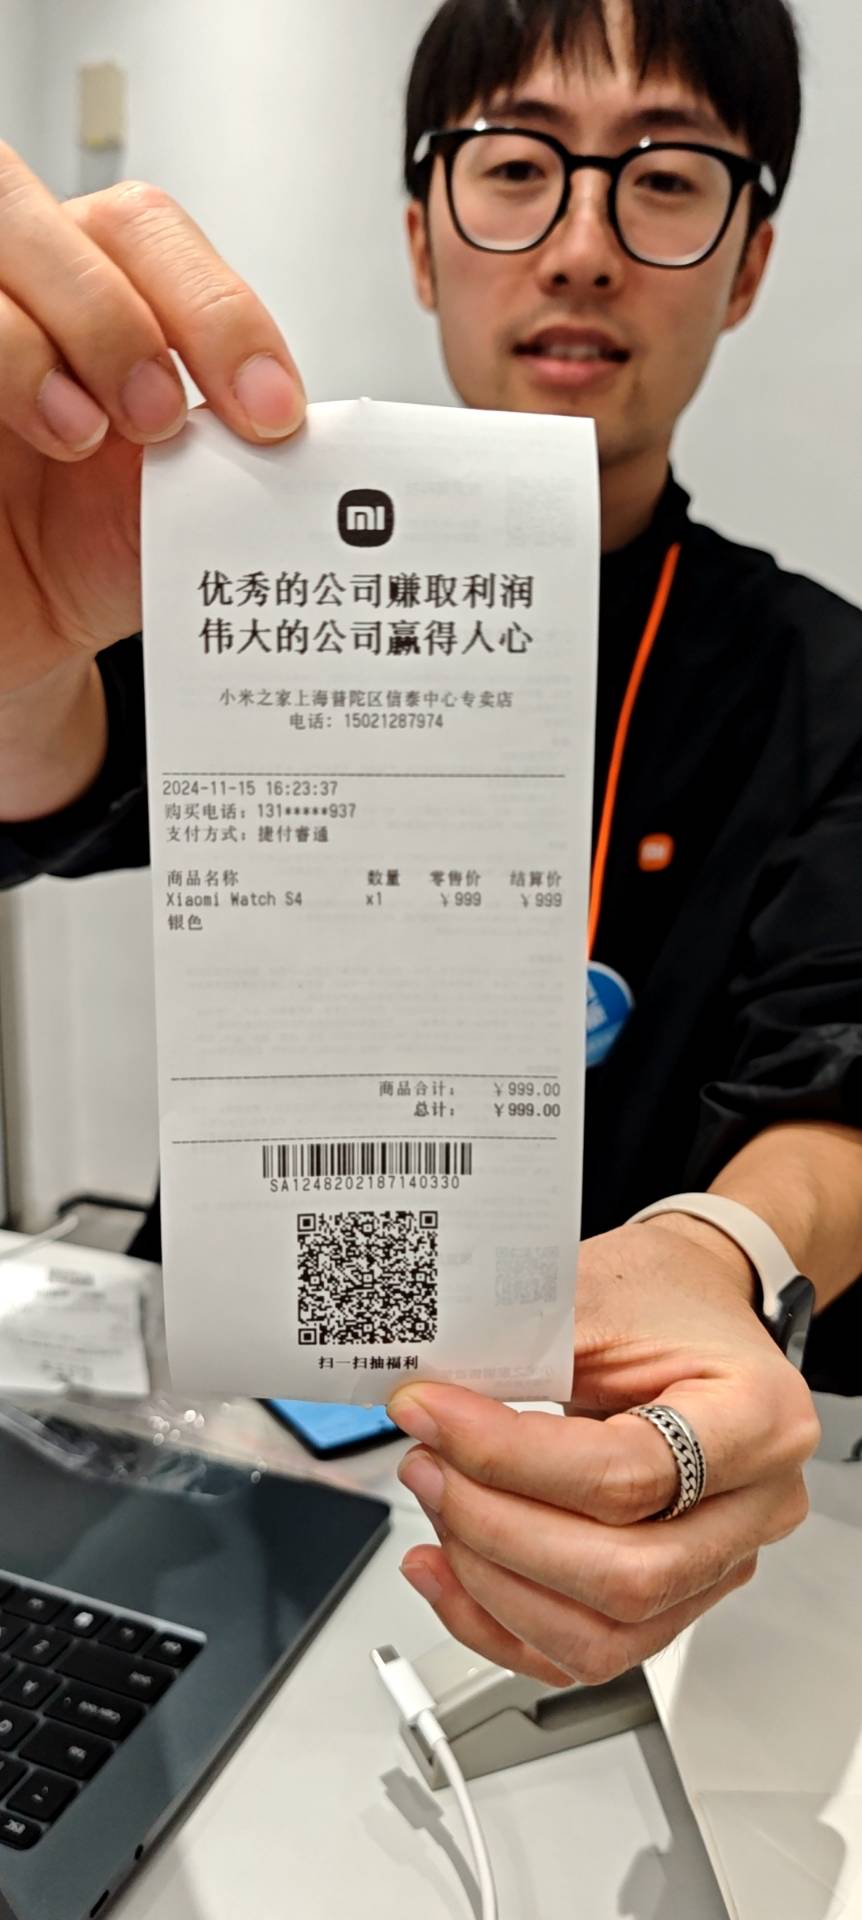 优秀的公司赚取利润
伟大的公司赢得人心
小米之家上海普陀区信泰中心专卖店
电话: 15021287974
2024-11-15 16:23:37
购买电话: 131*****937
支付方式: 捷付睿通
商品名称 数量 零售价 结算价
Xiaomi Watch S4 x1 ¥999 ¥999
银色
商品合计: ¥999.00
总计: ¥999.00
SA1248202187140330
扫一扫抽福利